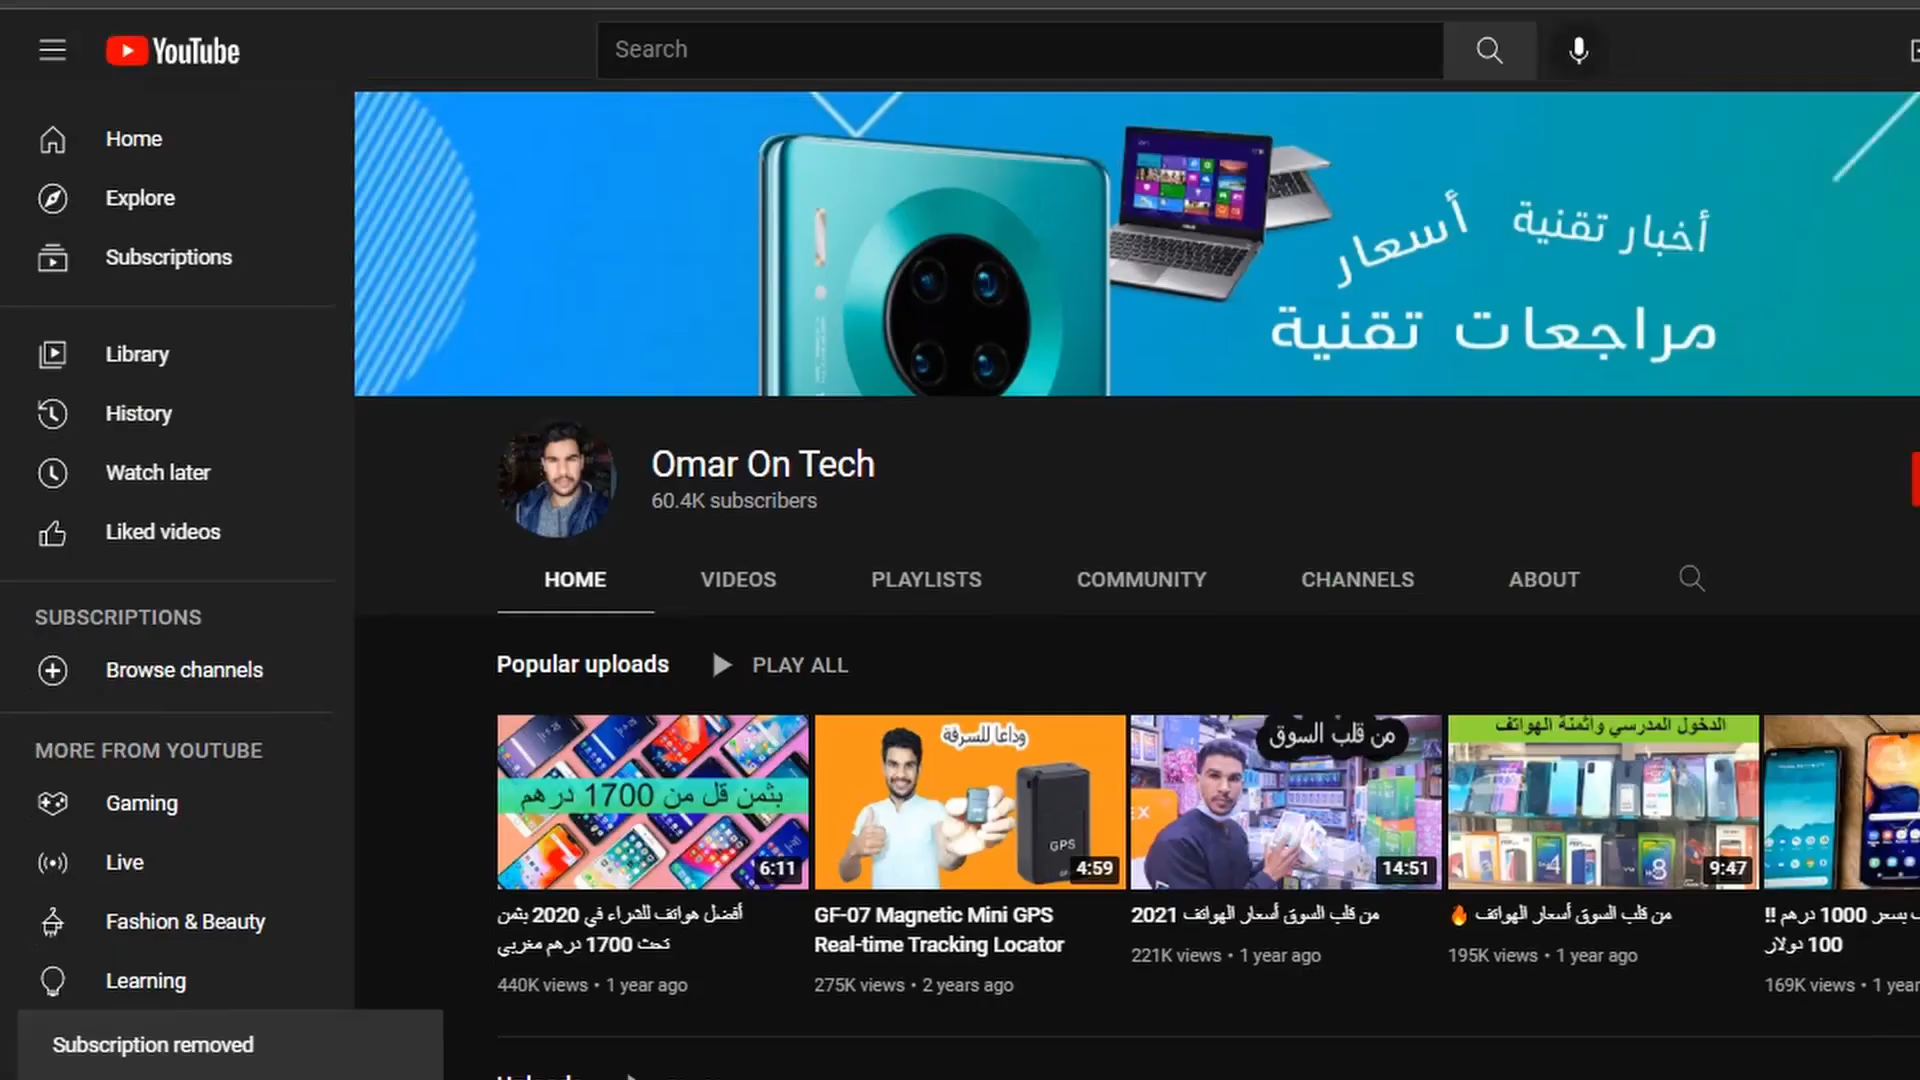 YouTube
Search
Home
Explore
Subscriptions
Library
History
Watch later
Liked videos
SUBSCRIPTIONS
Browse channels
MORE FROM YOUTUBE
Gaming
Live
Fashion & Beauty
Learning
Subscription removed
أخبار تقنية
أسعار
مراجعات تقنية
Omar On Tech
60.4K subscribers
HOME
VIDEOS
PLAYLISTS
COMMUNITY
CHANNELS
ABOUT
Popular uploads
PLAY ALL
بثمن قل من 1700 درهم
6:11
أفضل هواتف للشراء في 2020 بثمن
تحت 1700 درهم مغربي
440K views • 1 year ago
وداعا للسرقة
GPS
4:59
GF-07 Magnetic Mini GPS
Real-time Tracking Locator
275K views • 2 years ago
من قلب السوق
14:51
من قلب السوق أسعار الهواتف 2021
221K views • 1 year ago
الدخول المدرسي وأثمنة الهواتف
9:47
من قلب السوق أسعار الهواتف 🔥
195K views • 1 year ago
بسعر 1000 درهم !!
100 دولار
169K views • 1 year
Uploads